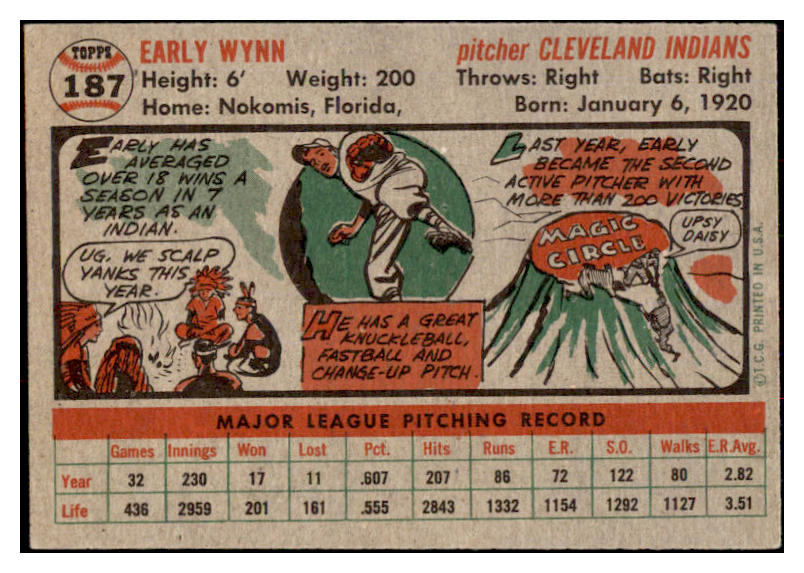 TOPPS
187
EARLY WYNN
pitcher CLEVELAND INDIANS
Height: 6' Weight: 200
Throws: Right Bats: Right
Home: Nokomis, Florida,
Born: January 6, 1920
EARLY HAS
AVERAGED
OVER 18 WINS A
SEASON IN 7
YEARS AS AN
INDIAN.
UG. WE SCALP
YANKS THIS
YEAR.
HE HAS A GREAT
KNUCKLEBALL,
FASTBALL AND
CHANGE-UP PITCH.
LAST YEAR, EARLY
BECAME THE SECOND
ACTIVE PITCHER WITH
MORE THAN 200 VICTORIES
MAGIC
CIRCLE
UPSY
DAISY
©T.C.G. PRINTED IN U.S.A.
MAJOR LEAGUE PITCHING RECORD
Games Innings Won Lost Pct. Hits Runs E.R. S.O. Walks E.R.Avg.
Year 32 230 17 11 .607 207 86 72 122 80 2.82
Life 436 2959 201 161 .555 2843 1332 1154 1292 1127 3.51